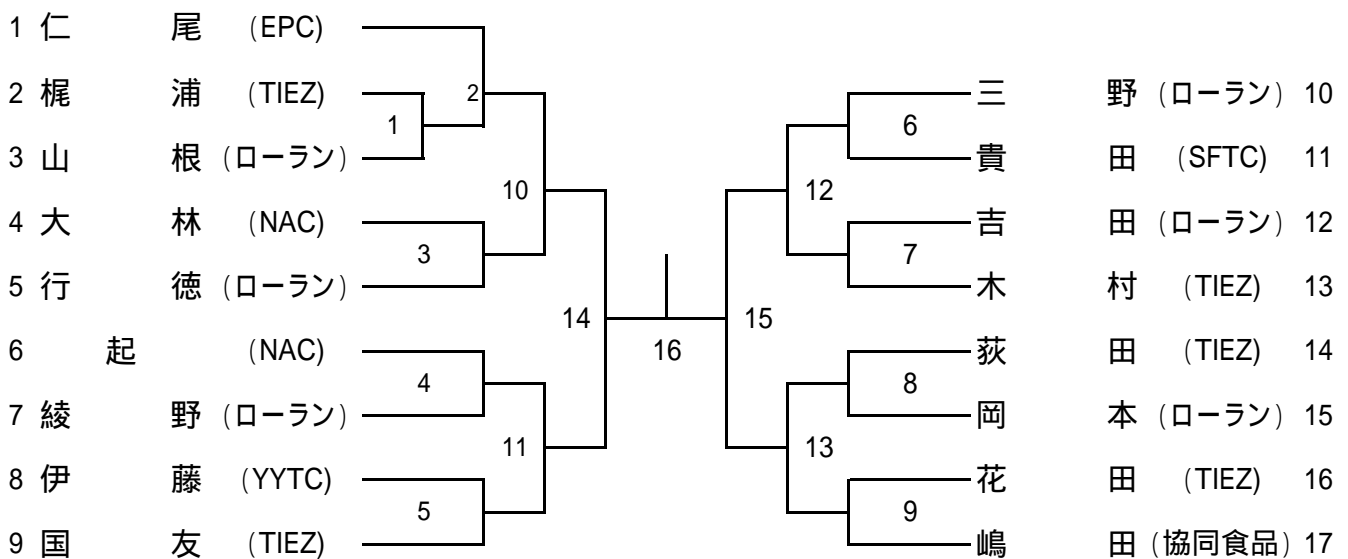 1 仁 尾 (EPC)
2 梶 浦 (TIEZ)
3 山 根 (ローラン)
4 大 林 (NAC)
5 行 徳 (ローラン)
6 起 (NAC)
7 綾 野 (ローラン)
8 伊 藤 (YYTC)
9 国 友 (TIEZ)
1
2
3
4
5
10
11
14
16
15
12
13
6
7
8
9
三 野 (ローラン) 10
貴 田 (SFTC) 11
吉 田 (ローラン) 12
木 村 (TIEZ) 13
荻 田 (TIEZ) 14
岡 本 (ローラン) 15
花 田 (TIEZ) 16
嶋 田 (協同食品) 17